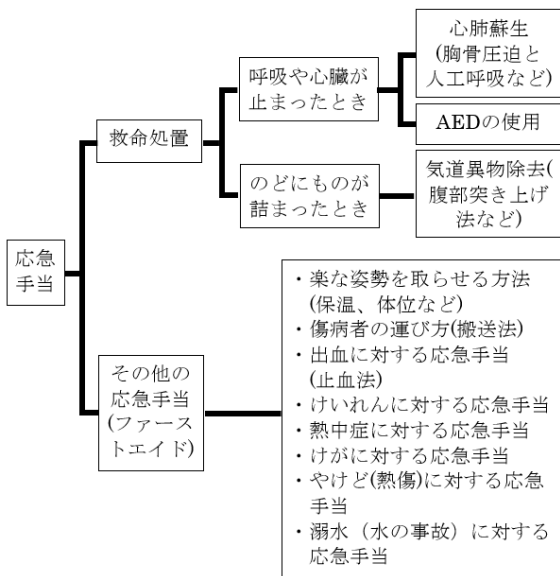 応急
手当
救命処置
呼吸や心臓が
止まったとき
心肺蘇生
(胸骨圧迫と
人工呼吸など)
AEDの使用
のどにものが
詰まったとき
気道異物除去(
腹部突き上げ
法など)
その他の
応急手当
(ファース
トエイド)
・楽な姿勢を取らせる方法
(保温、体位など)
・傷病者の運び方(搬送法)
・出血に対する応急手当
(止血法)
・けいれんに対する応急手当
・熱中症に対する応急手当
・けがに対する応急手当
・やけど(熱傷)に対する応急
手当
・溺水（水の事故）に対する
応急手当